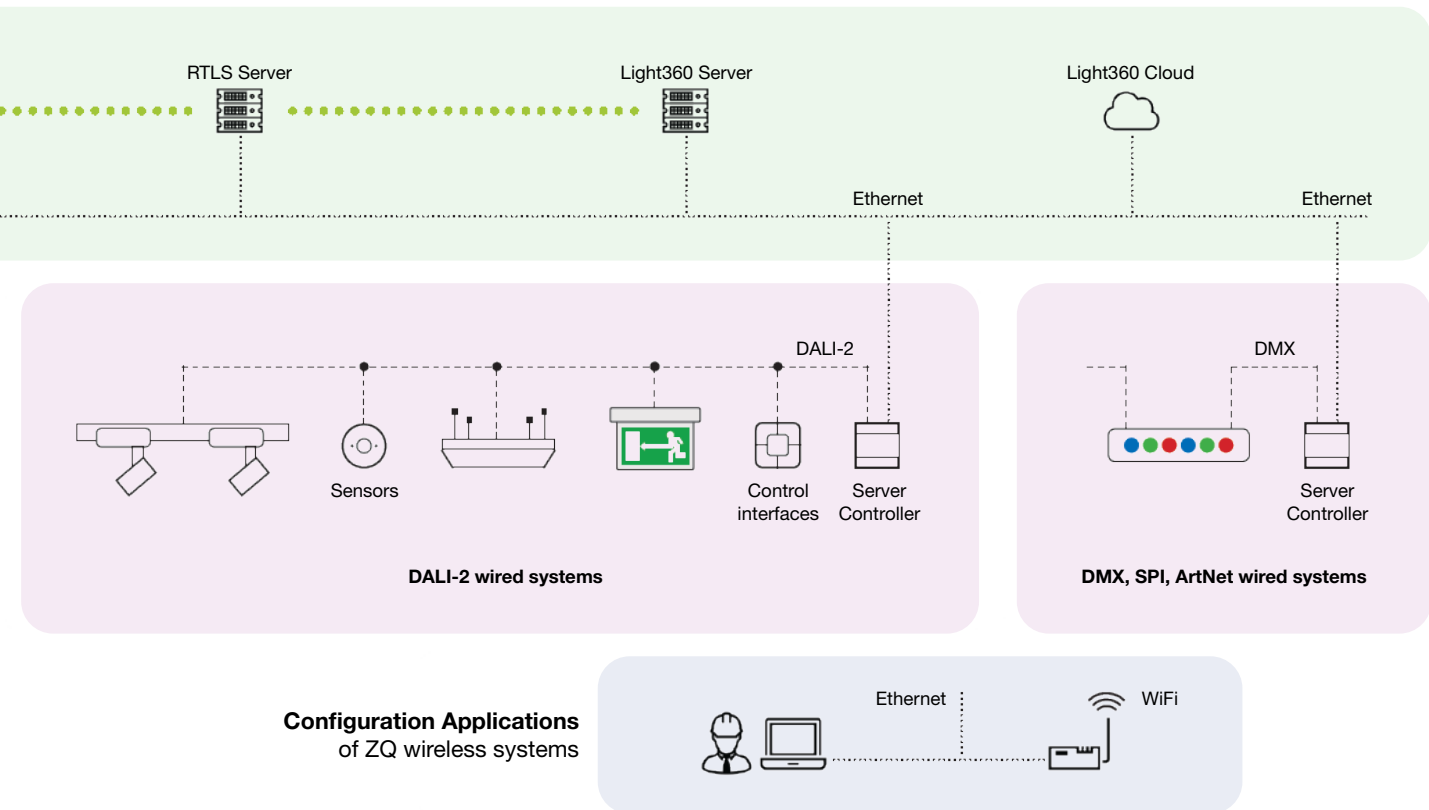 RTLS Server
Light360 Server
Light360 Cloud
Ethernet
Ethernet
DALI-2
DMX
Sensors
Control
interfaces
Server
Controller
Server
Controller
DALI-2 wired systems
DMX, SPI, ArtNet wired systems
Configuration Applications
of ZQ wireless systems
Ethernet
WiFi